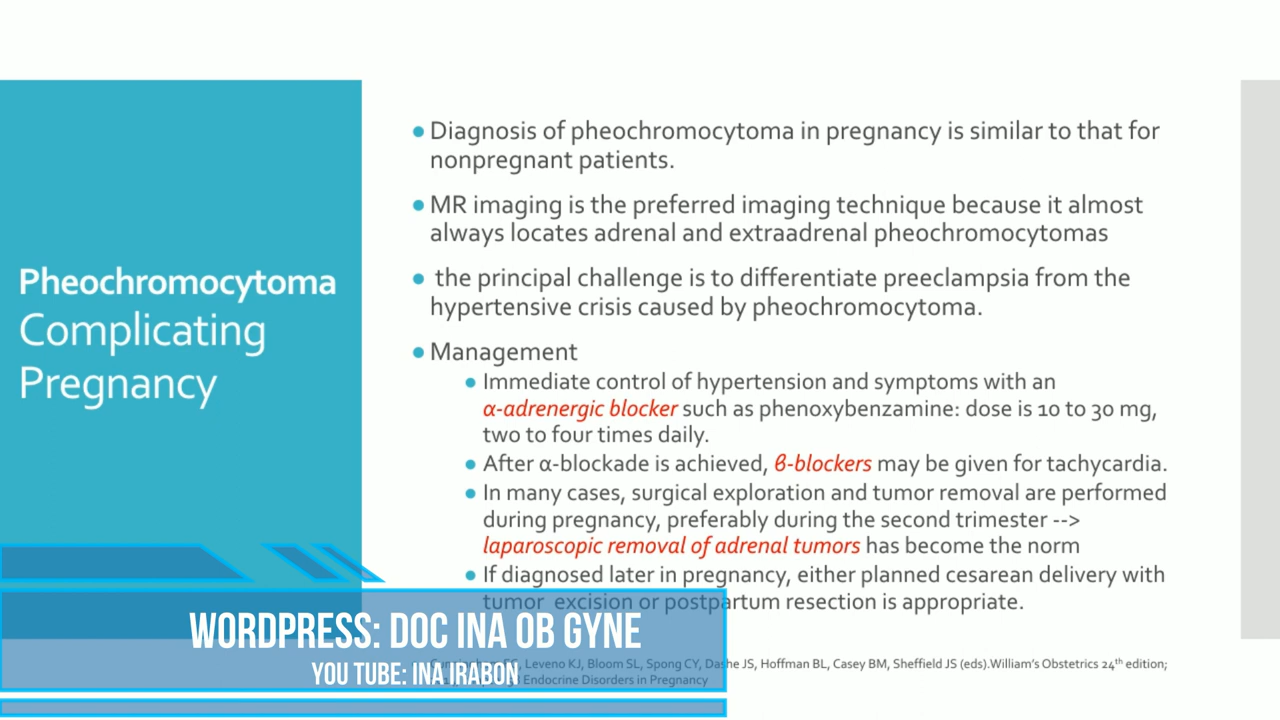 Pheochromocytoma
Complicating
Pregnancy
● Diagnosis of pheochromocytoma in pregnancy is similar to that for
nonpregnant patients.
● MR imaging is the preferred imaging technique because it almost
always locates adrenal and extraadrenal pheochromocytomas
● the principal challenge is to differentiate preeclampsia from the
hypertensive crisis caused by pheochromocytoma.
● Management
● Immediate control of hypertension and symptoms with an
α-adrenergic blocker such as phenoxybenzamine: dose is 10 to 30 mg,
two to four times daily.
● After α-blockade is achieved, β-blockers may be given for tachycardia.
● In many cases, surgical exploration and tumor removal are performed
during pregnancy, preferably during the second trimester -->
laparoscopic removal of adrenal tumors has become the norm
● If diagnosed later in pregnancy, either planned cesarean delivery with
tumor excision or postpartum resection is appropriate.
WORDPRESS: DOC INA OB GYNE
YOU TUBE: INA IRABON
Leveno KJ, Bloom SL, Spong CY, Dashe JS, Hoffman BL, Casey BM, Sheffield JS (eds).William's Obstetrics 24th edition;
Endocrine Disorders in Pregnancy